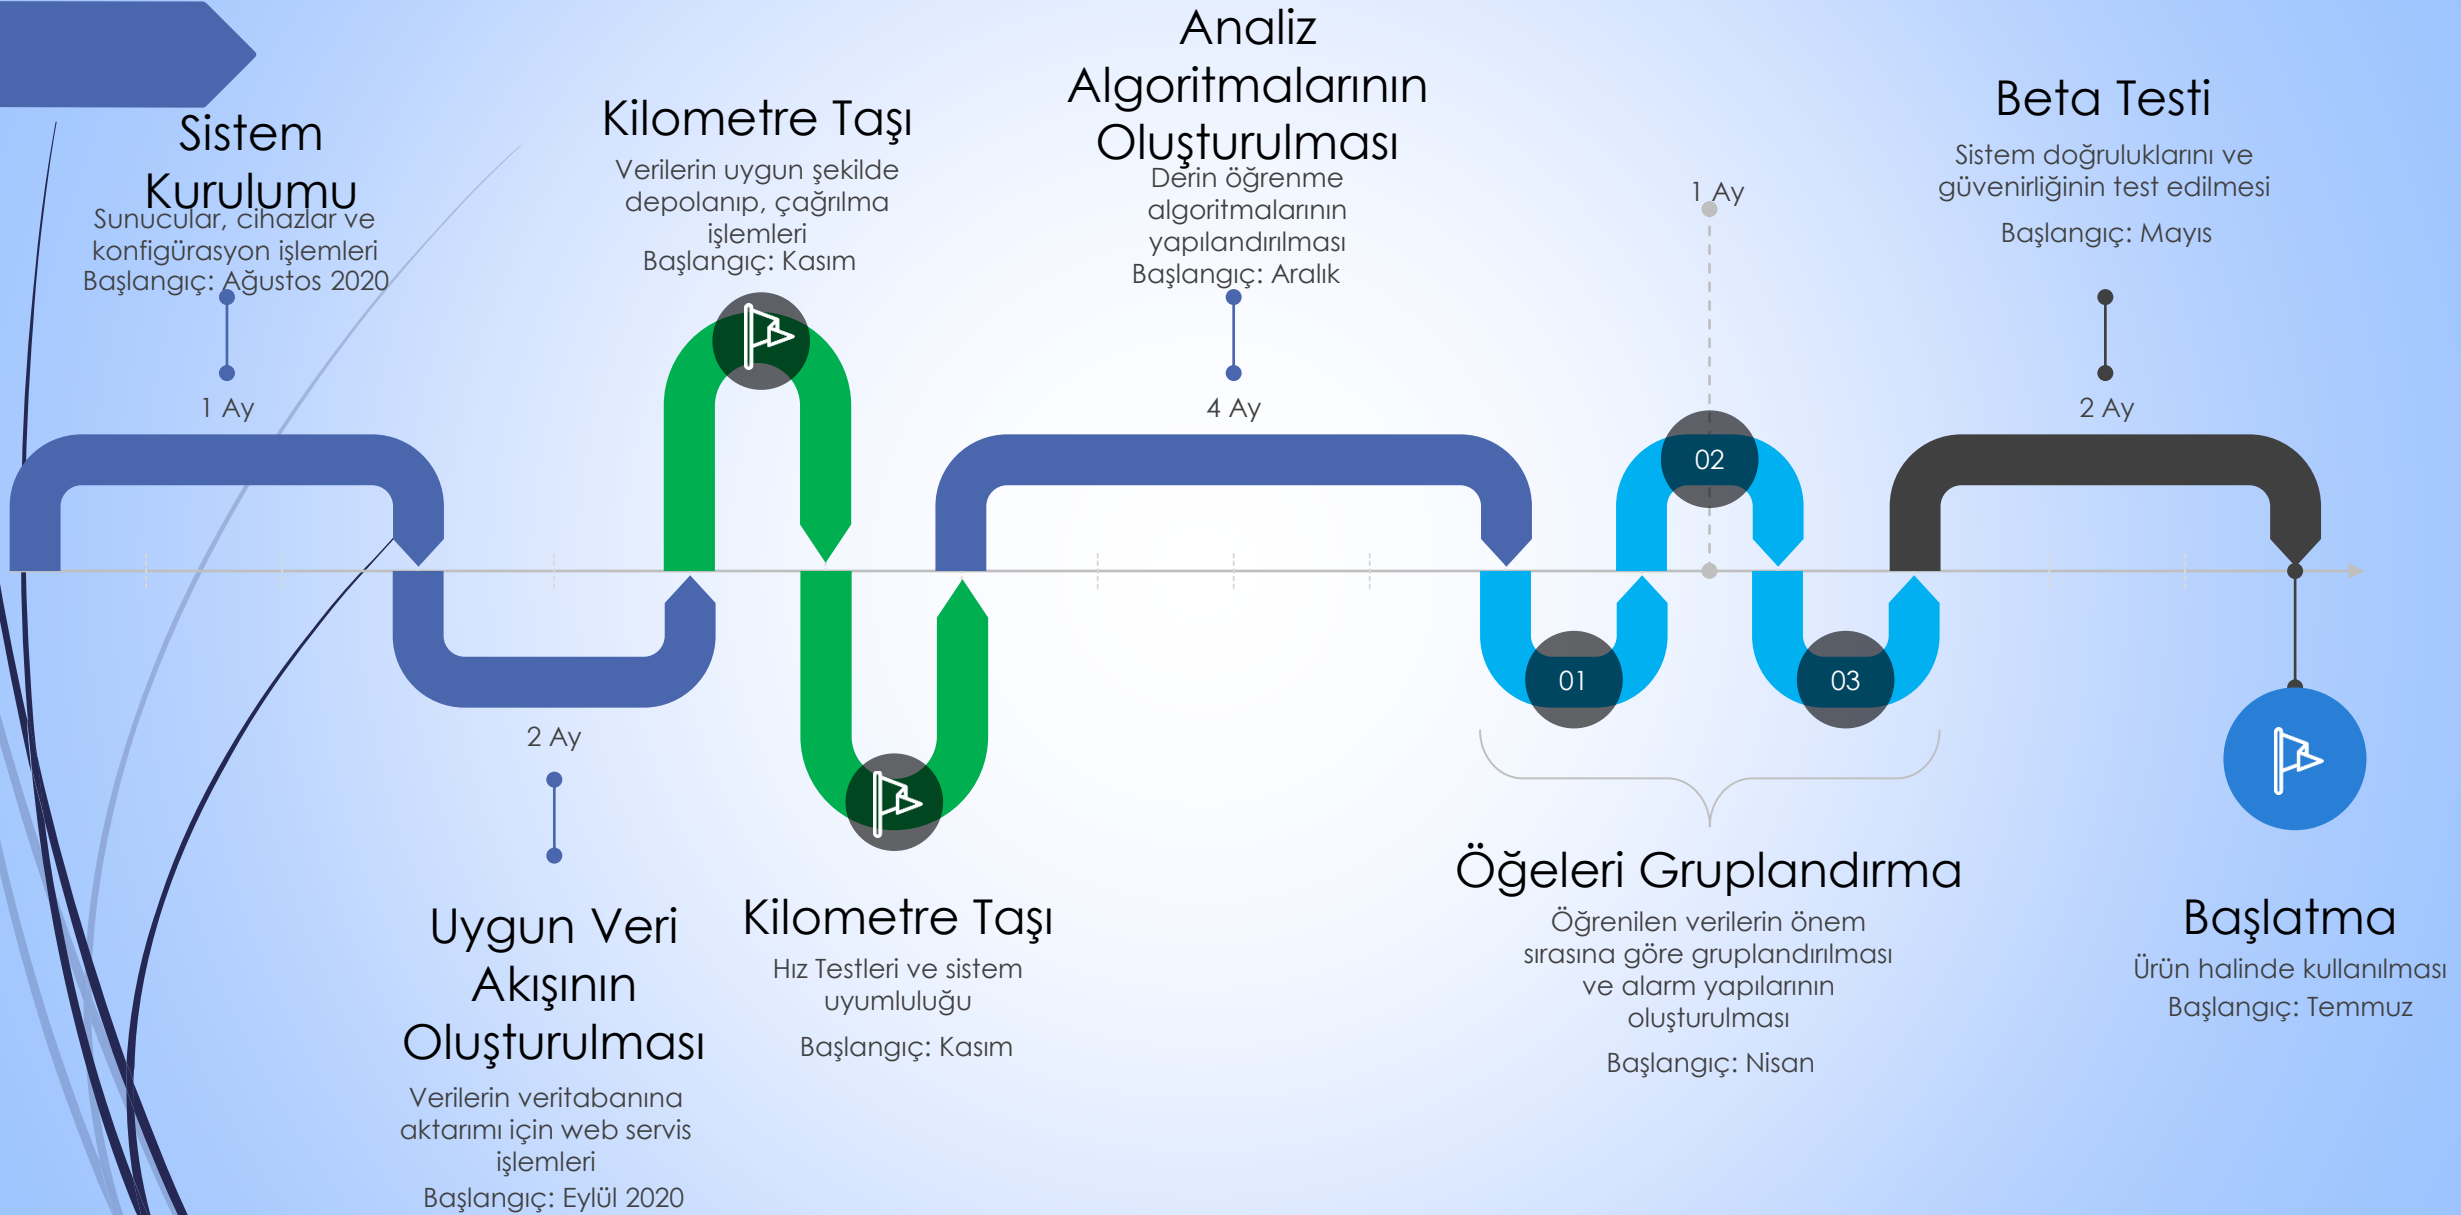 Sistem
Kurulumu
Sunucular, cihazlar ve
konfigürasyon işlemleri
Başlangıç: Ağustos 2020
1 Ay
2 Ay
Uygun Veri
Akışının
Oluşturulması
Verilerin veritabanına
aktarımı için web servis
işlemleri
Başlangıç: Eylül 2020
Kilometre Taşı
Verilerin uygun şekilde
depolanıp, çağrılma
işlemleri
Başlangıç: Kasım
Kilometre Taşı
Hız Testleri ve sistem
uyumluluğu
Başlangıç: Kasım
Analiz
Algoritmalarının
Oluşturulması
Derin öğrenme
algoritmalarının
yapılandırılması
Başlangıç: Aralık
4 Ay
1 Ay
02
01
03
Öğeleri Gruplandırma
Öğrenilen verilerin önem
sırasına göre gruplandırılması
ve alarm yapılarının
oluşturulması
Başlangıç: Nisan
Beta Testi
Sistem doğruluklarını ve
güvenirliğinin test edilmesi
Başlangıç: Mayıs
2 Ay
Başlatma
Ürün halinde kullanılması
Başlangıç: Temmuz